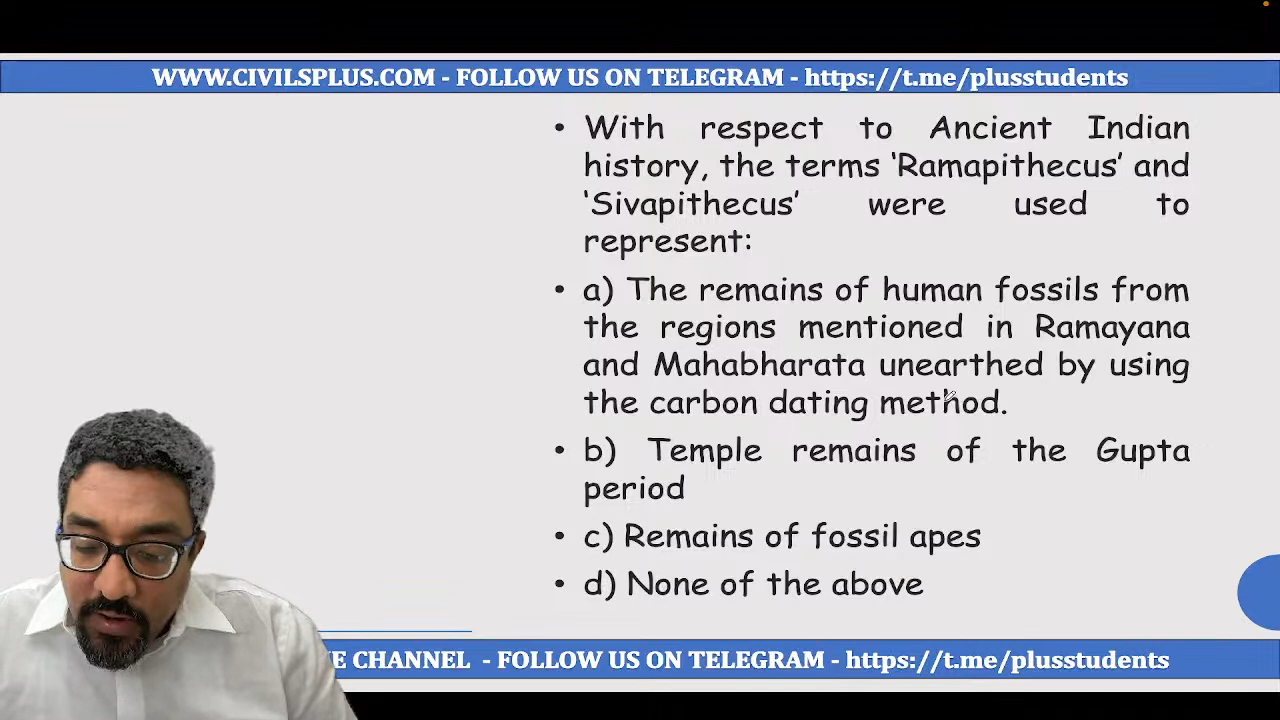 WWW.CIVILSPLUS.COM - FOLLOW US ON TELEGRAM - https://t.me/plusstudents
• With respect to Ancient Indian
history, the terms ‘Ramapithecus’ and
‘Sivapithecus’ were used to
represent:
• a) The remains of human fossils from
the regions mentioned in Ramayana
and Mahabharata unearthed by using
the carbon dating method.
• b) Temple remains of the Gupta
period
• c) Remains of fossil apes
• d) None of the above
E CHANNEL - FOLLOW US ON TELEGRAM - https://t.me/plusstudents